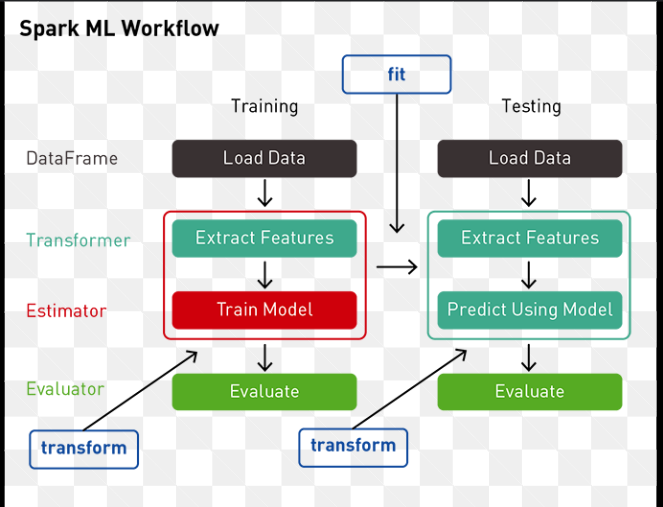 Spark ML Workflow
fit
Training
Testing
DataFrame
Load Data
Load Data
Transformer
Extract Features
Extract Features
Estimator
Train Model
Predict Using Model
Evaluator
Evaluate
Evaluate
transform
transform